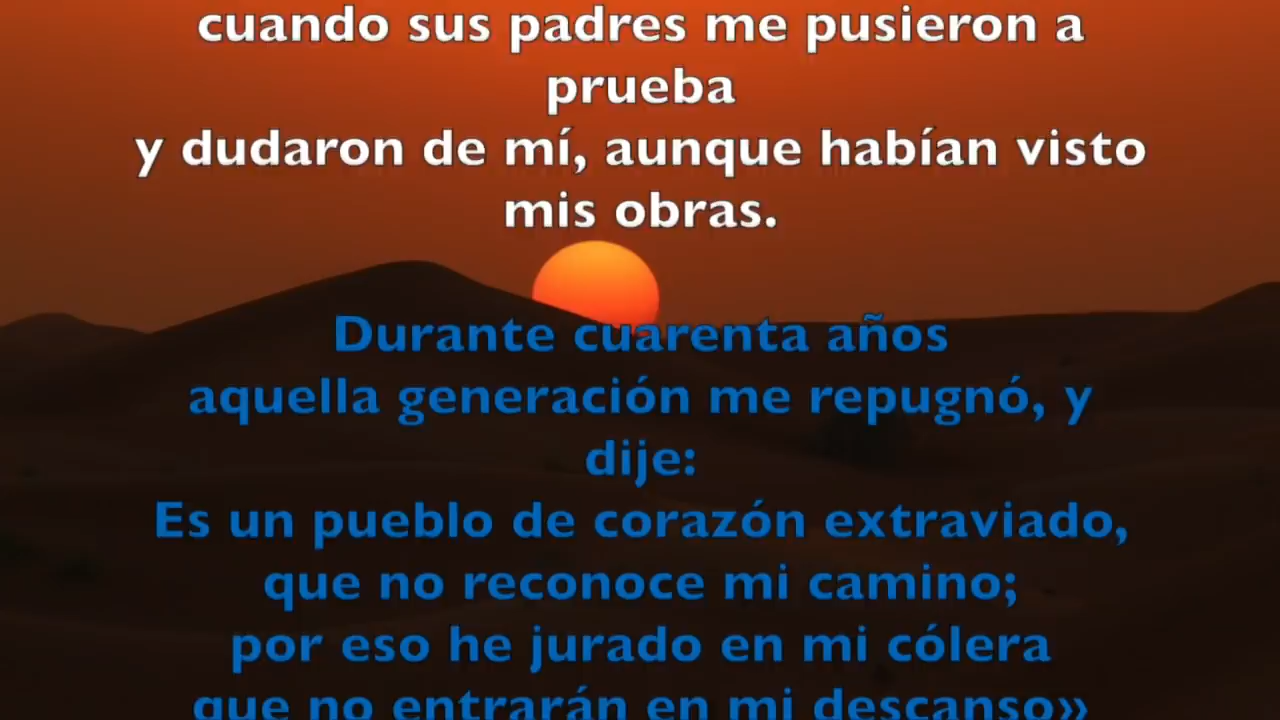 cuando sus padres me pusieron a
prueba
y dudaron de mí, aunque habían visto
mis obras.
Durante cuarenta años
aquella generación me repugnó, y
dije:
Es un pueblo de corazón extraviado,
que no reconoce mi camino;
por eso he jurado en mi cólera
que no entrarán en mi descanso»